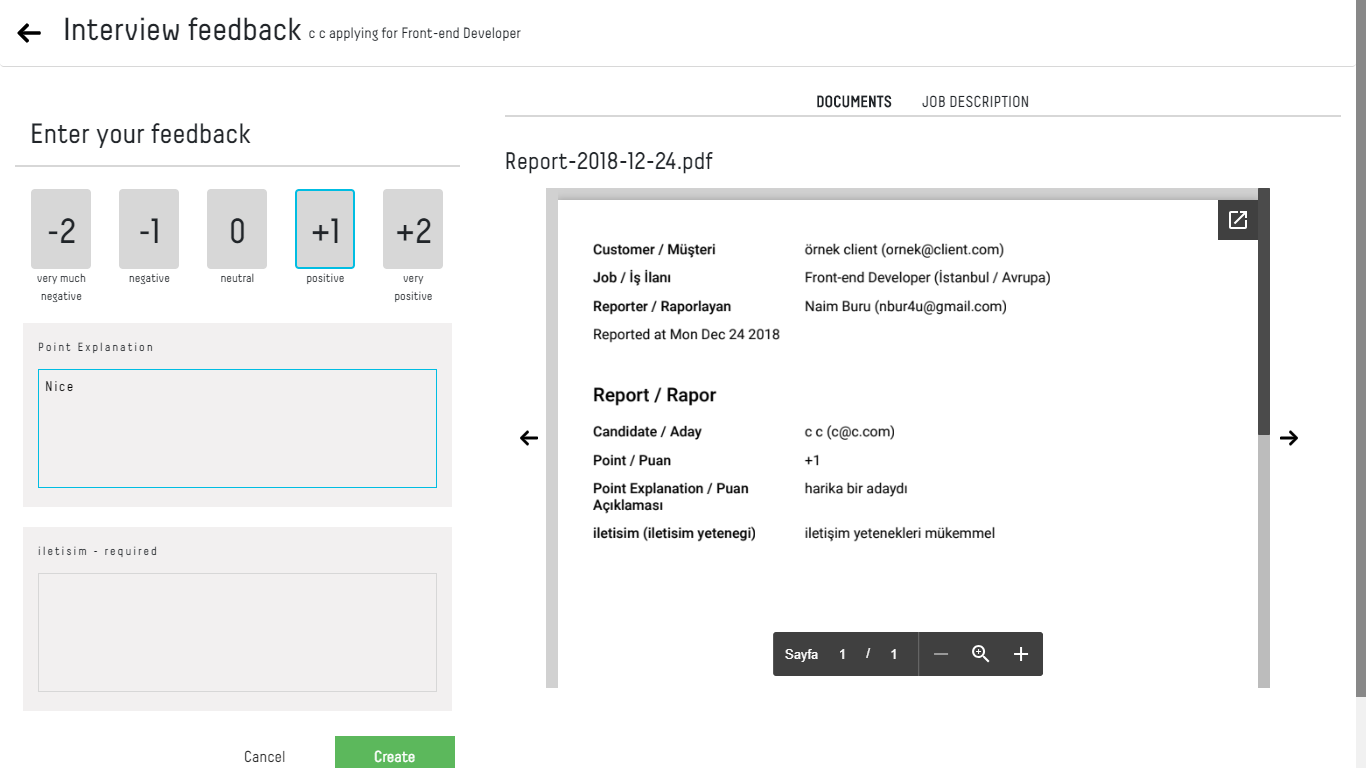 Interview feedback c c applying for Front-end Developer
DOCUMENTS JOB DESCRIPTION
Enter your feedback
-2 -1 0 +1 +2
very much negative neutral positive very
negative positive
Point Explanation
Nice
iletisim - required
Cancel Create
Report-2018-12-24.pdf
Customer / Müşteri örnek client (ornek@client.com)
Job / İş İlanı Front-end Developer (İstanbul / Avrupa)
Reporter / Raporlayan Naim Buru (nbur4u@gmail.com)
Reported at Mon Dec 24 2018
Report / Rapor
Candidate / Aday c c (c@c.com)
Point / Puan +1
Point Explanation / Puan harika bir adaydı
Açıklaması
iletisim (iletisim yetenegi) iletişim yetenekleri mükemmel
Sayfa 1 / 1